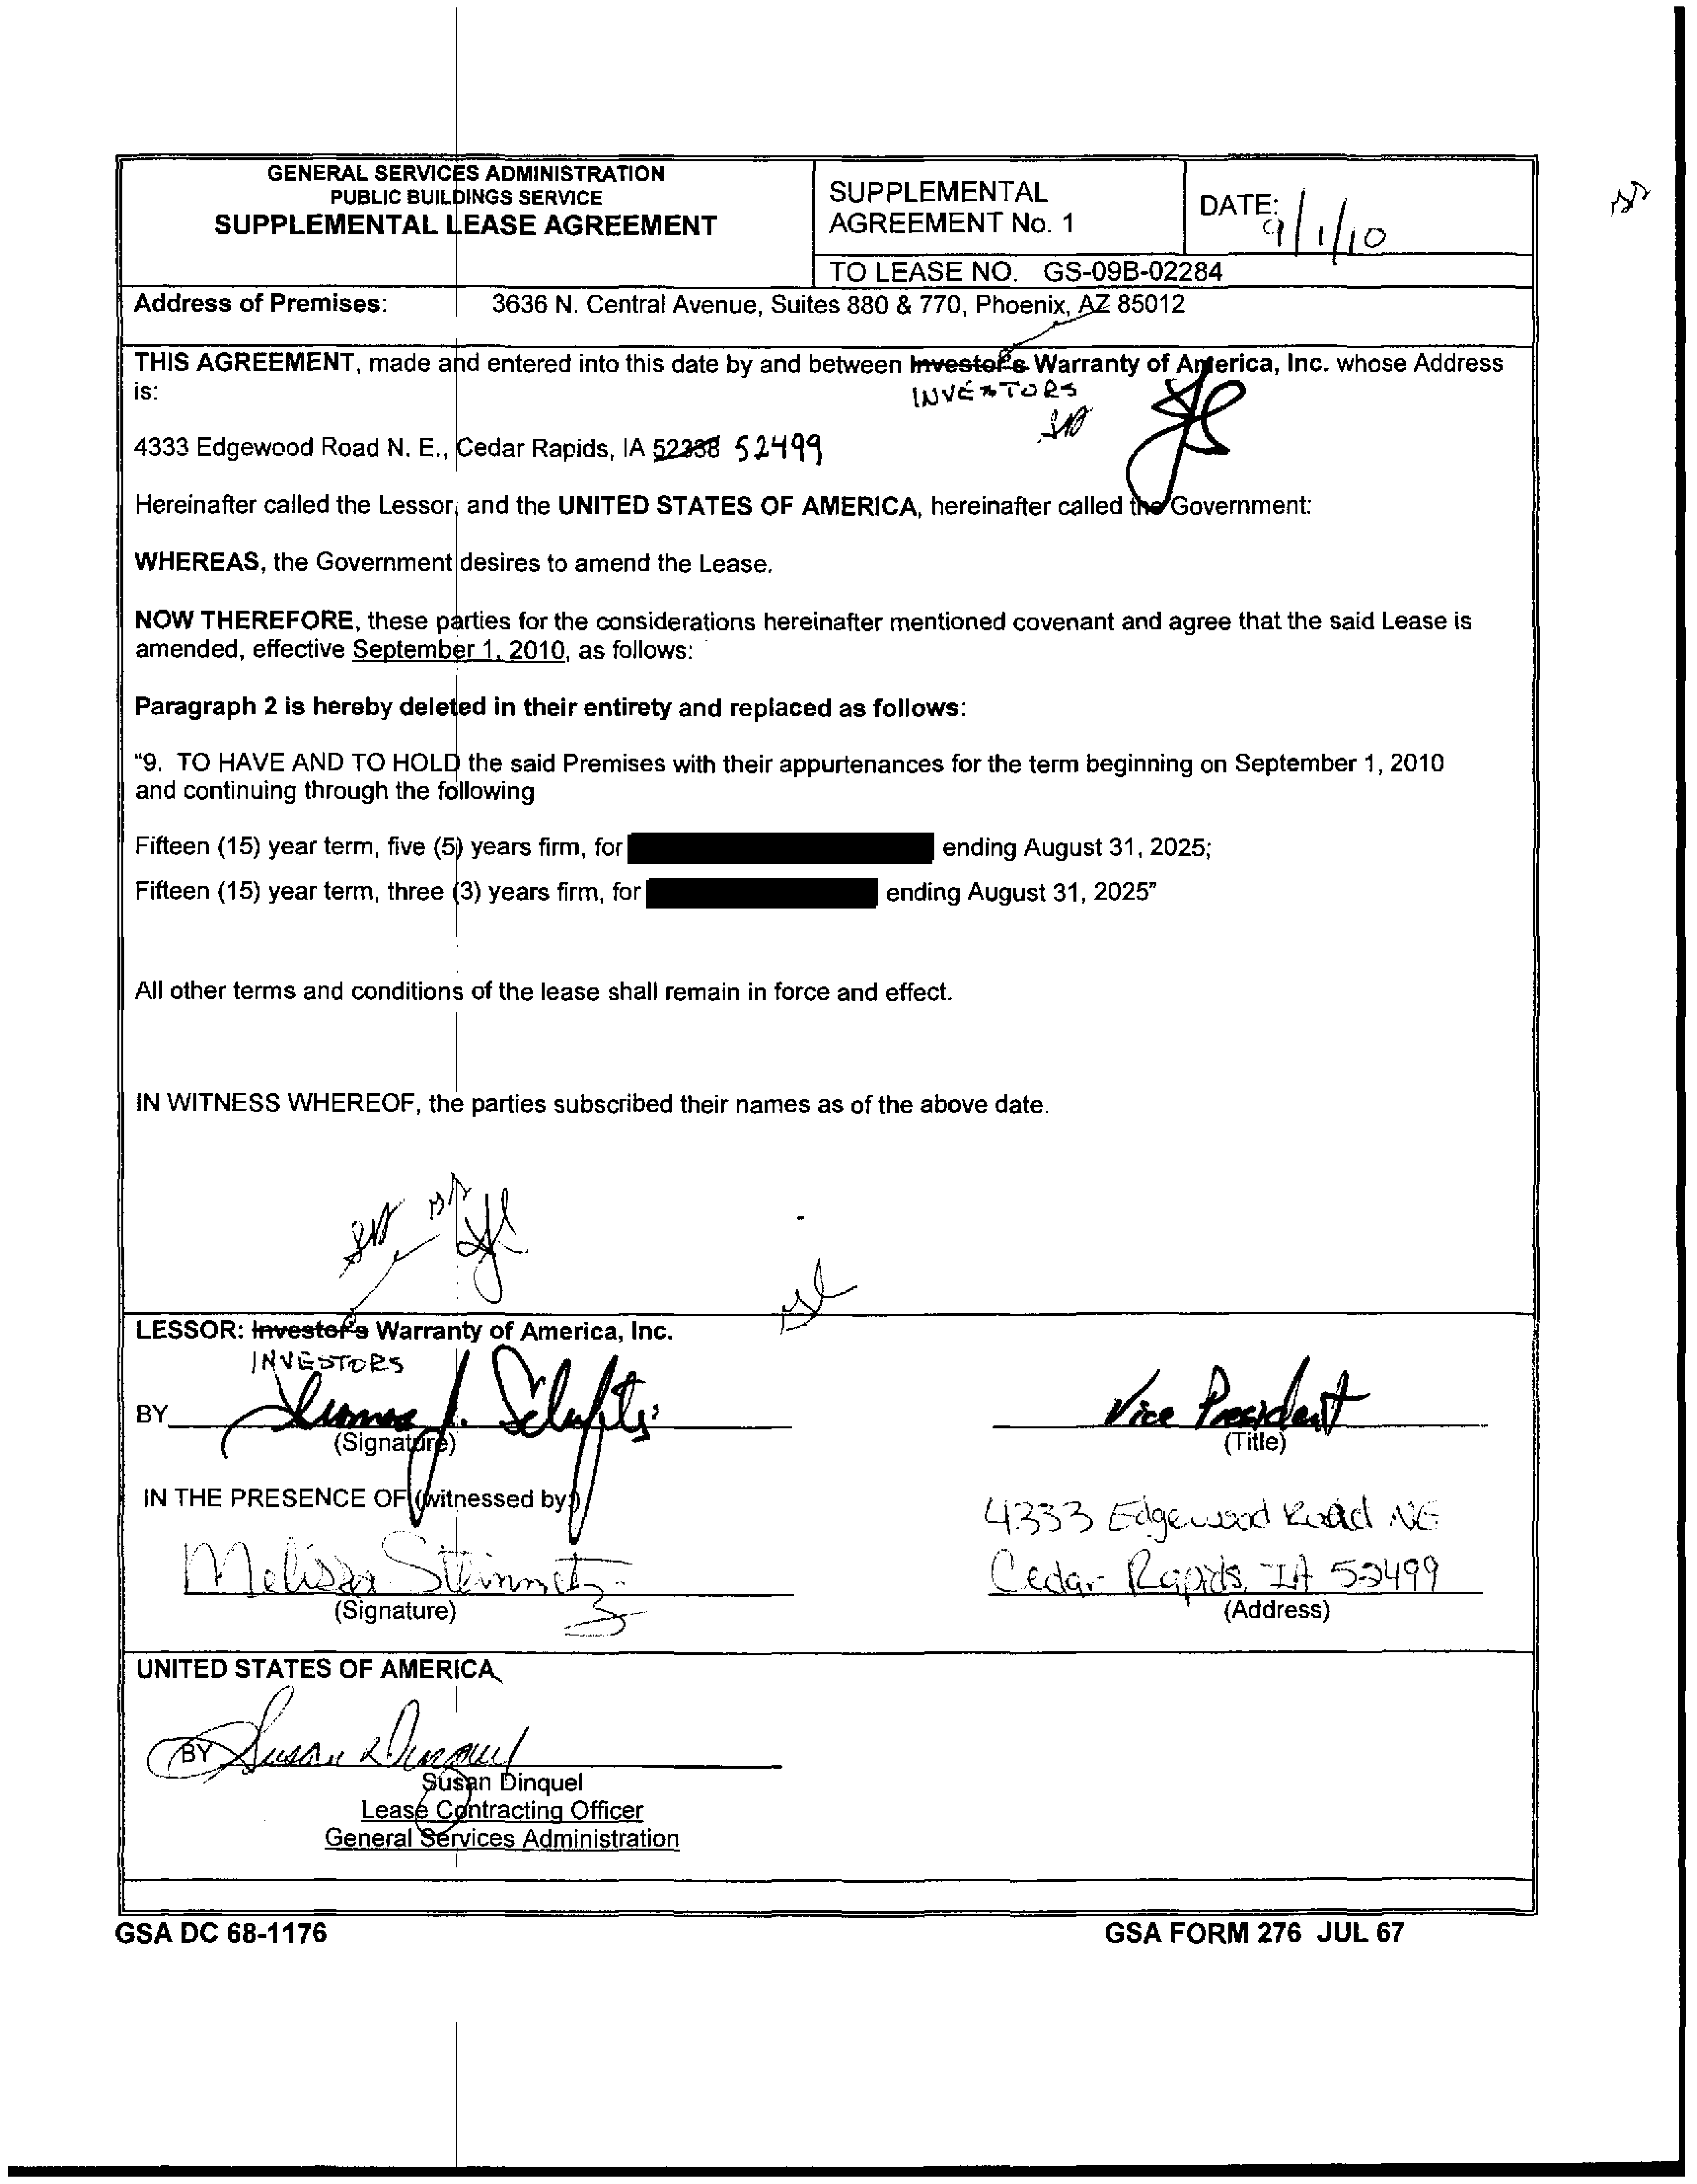 GENERAL SERVICES ADMINISTRATION
PUBLIC BUILDINGS SERVICE
SUPPLEMENTAL LEASE AGREEMENT
SUPPLEMENTAL
AGREEMENT No. 1
DATE: 9/1/10
TO LEASE NO. GS-09B-02284
Address of Premises: 3636 N. Central Avenue, Suites 880 & 770, Phoenix, AZ 85012
THIS AGREEMENT, made and entered into this date by and between Investor's Warranty of America, Inc. whose Address
is:
INVESTORS
4333 Edgewood Road N. E., Cedar Rapids, IA 52338 52499
Hereinafter called the Lessor, and the UNITED STATES OF AMERICA, hereinafter called the Government:
WHEREAS, the Government desires to amend the Lease.
NOW THEREFORE, these parties for the considerations hereinafter mentioned covenant and agree that the said Lease is
amended, effective September 1, 2010, as follows:
Paragraph 2 is hereby deleted in their entirety and replaced as follows:
"9. TO HAVE AND TO HOLD the said Premises with their appurtenances for the term beginning on September 1, 2010
and continuing through the following
Fifteen (15) year term, five (5) years firm, for ending August 31, 2025;
Fifteen (15) year term, three (3) years firm, for ending August 31, 2025"
All other terms and conditions of the lease shall remain in force and effect.
IN WITNESS WHEREOF, the parties subscribed their names as of the above date.
LESSOR: Investor's Warranty of America, Inc.
INVESTORS
BY
Vice President
(Signature)
(Title)
IN THE PRESENCE OF (witnessed by:)
4333 Edgewood Road NE
Melissa Steinmetz
Cedar Rapids, IA 52499
(Signature)
(Address)
UNITED STATES OF AMERICA
BY Susan Dinquel
Susan Dinquel
Lease Contracting Officer
General Services Administration
GSA DC 68-1176
GSA FORM 276 JUL 67